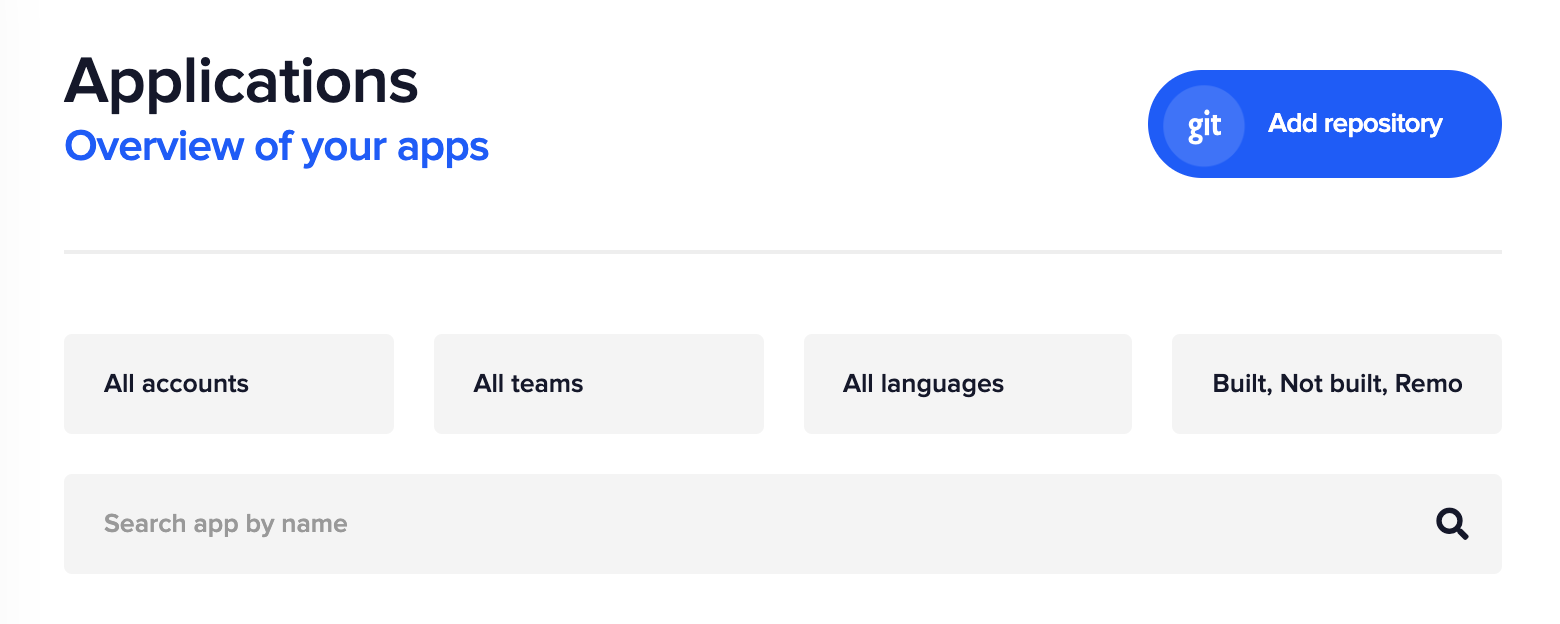 Applications
Overview of your apps
git Add repository
All accounts
All teams
All languages
Built, Not built, Remo
Search app by name